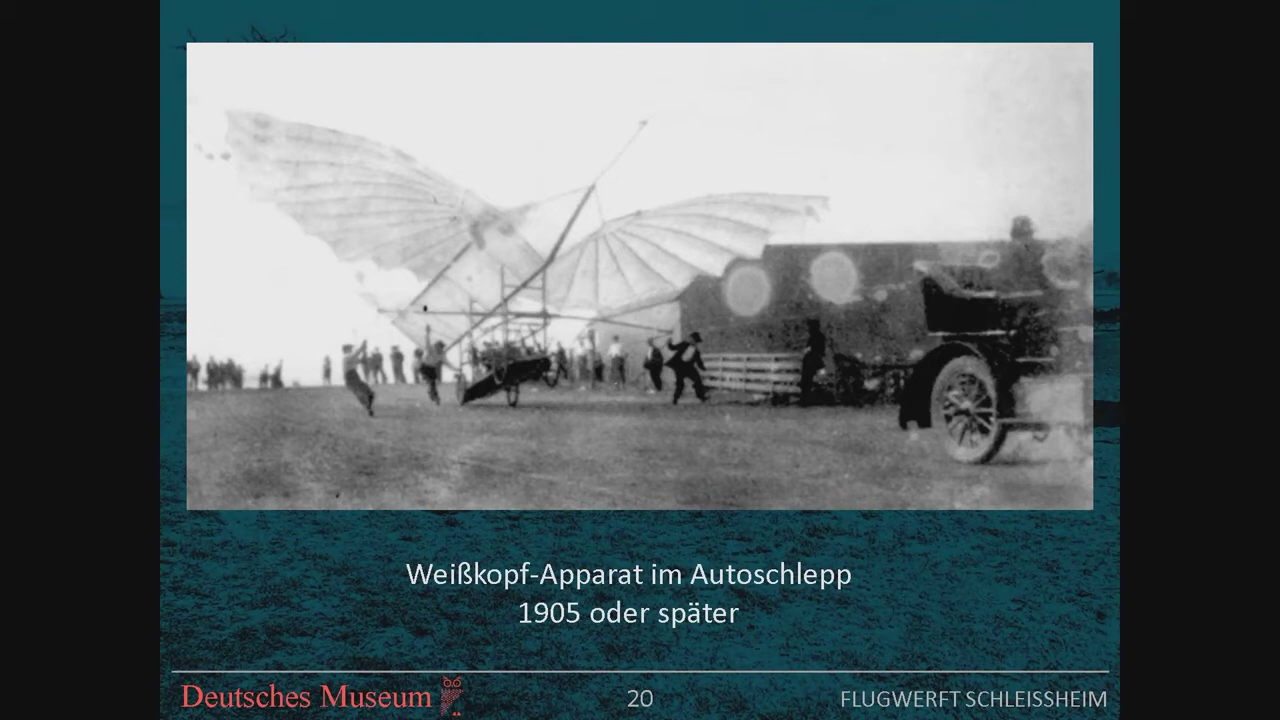 Weißkopf-Apparat im Autoschlepp
1905 oder später
Deutsches Museum
20
FLUGWERFT SCHLEISSHEIM